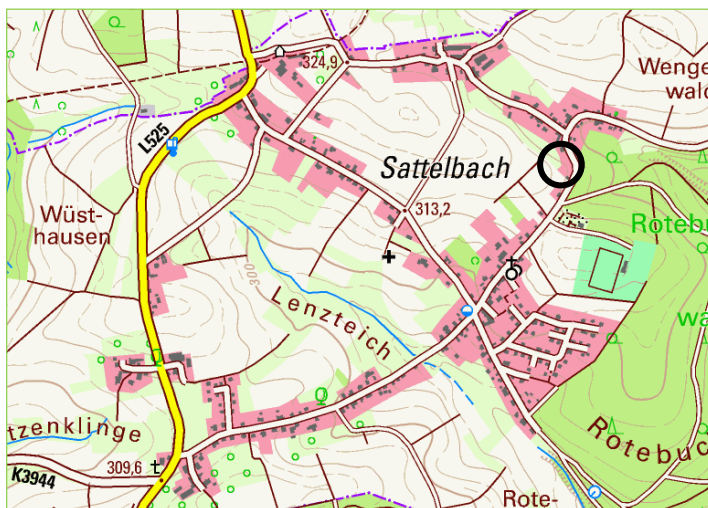 324,9
Wenge
wald
L525
Sattelbach
Wüst-
hausen
313,2
Rotebu
300
Lenzteich
wa
tzenklinge
Rotebuc
K3944
309,6
Rote-